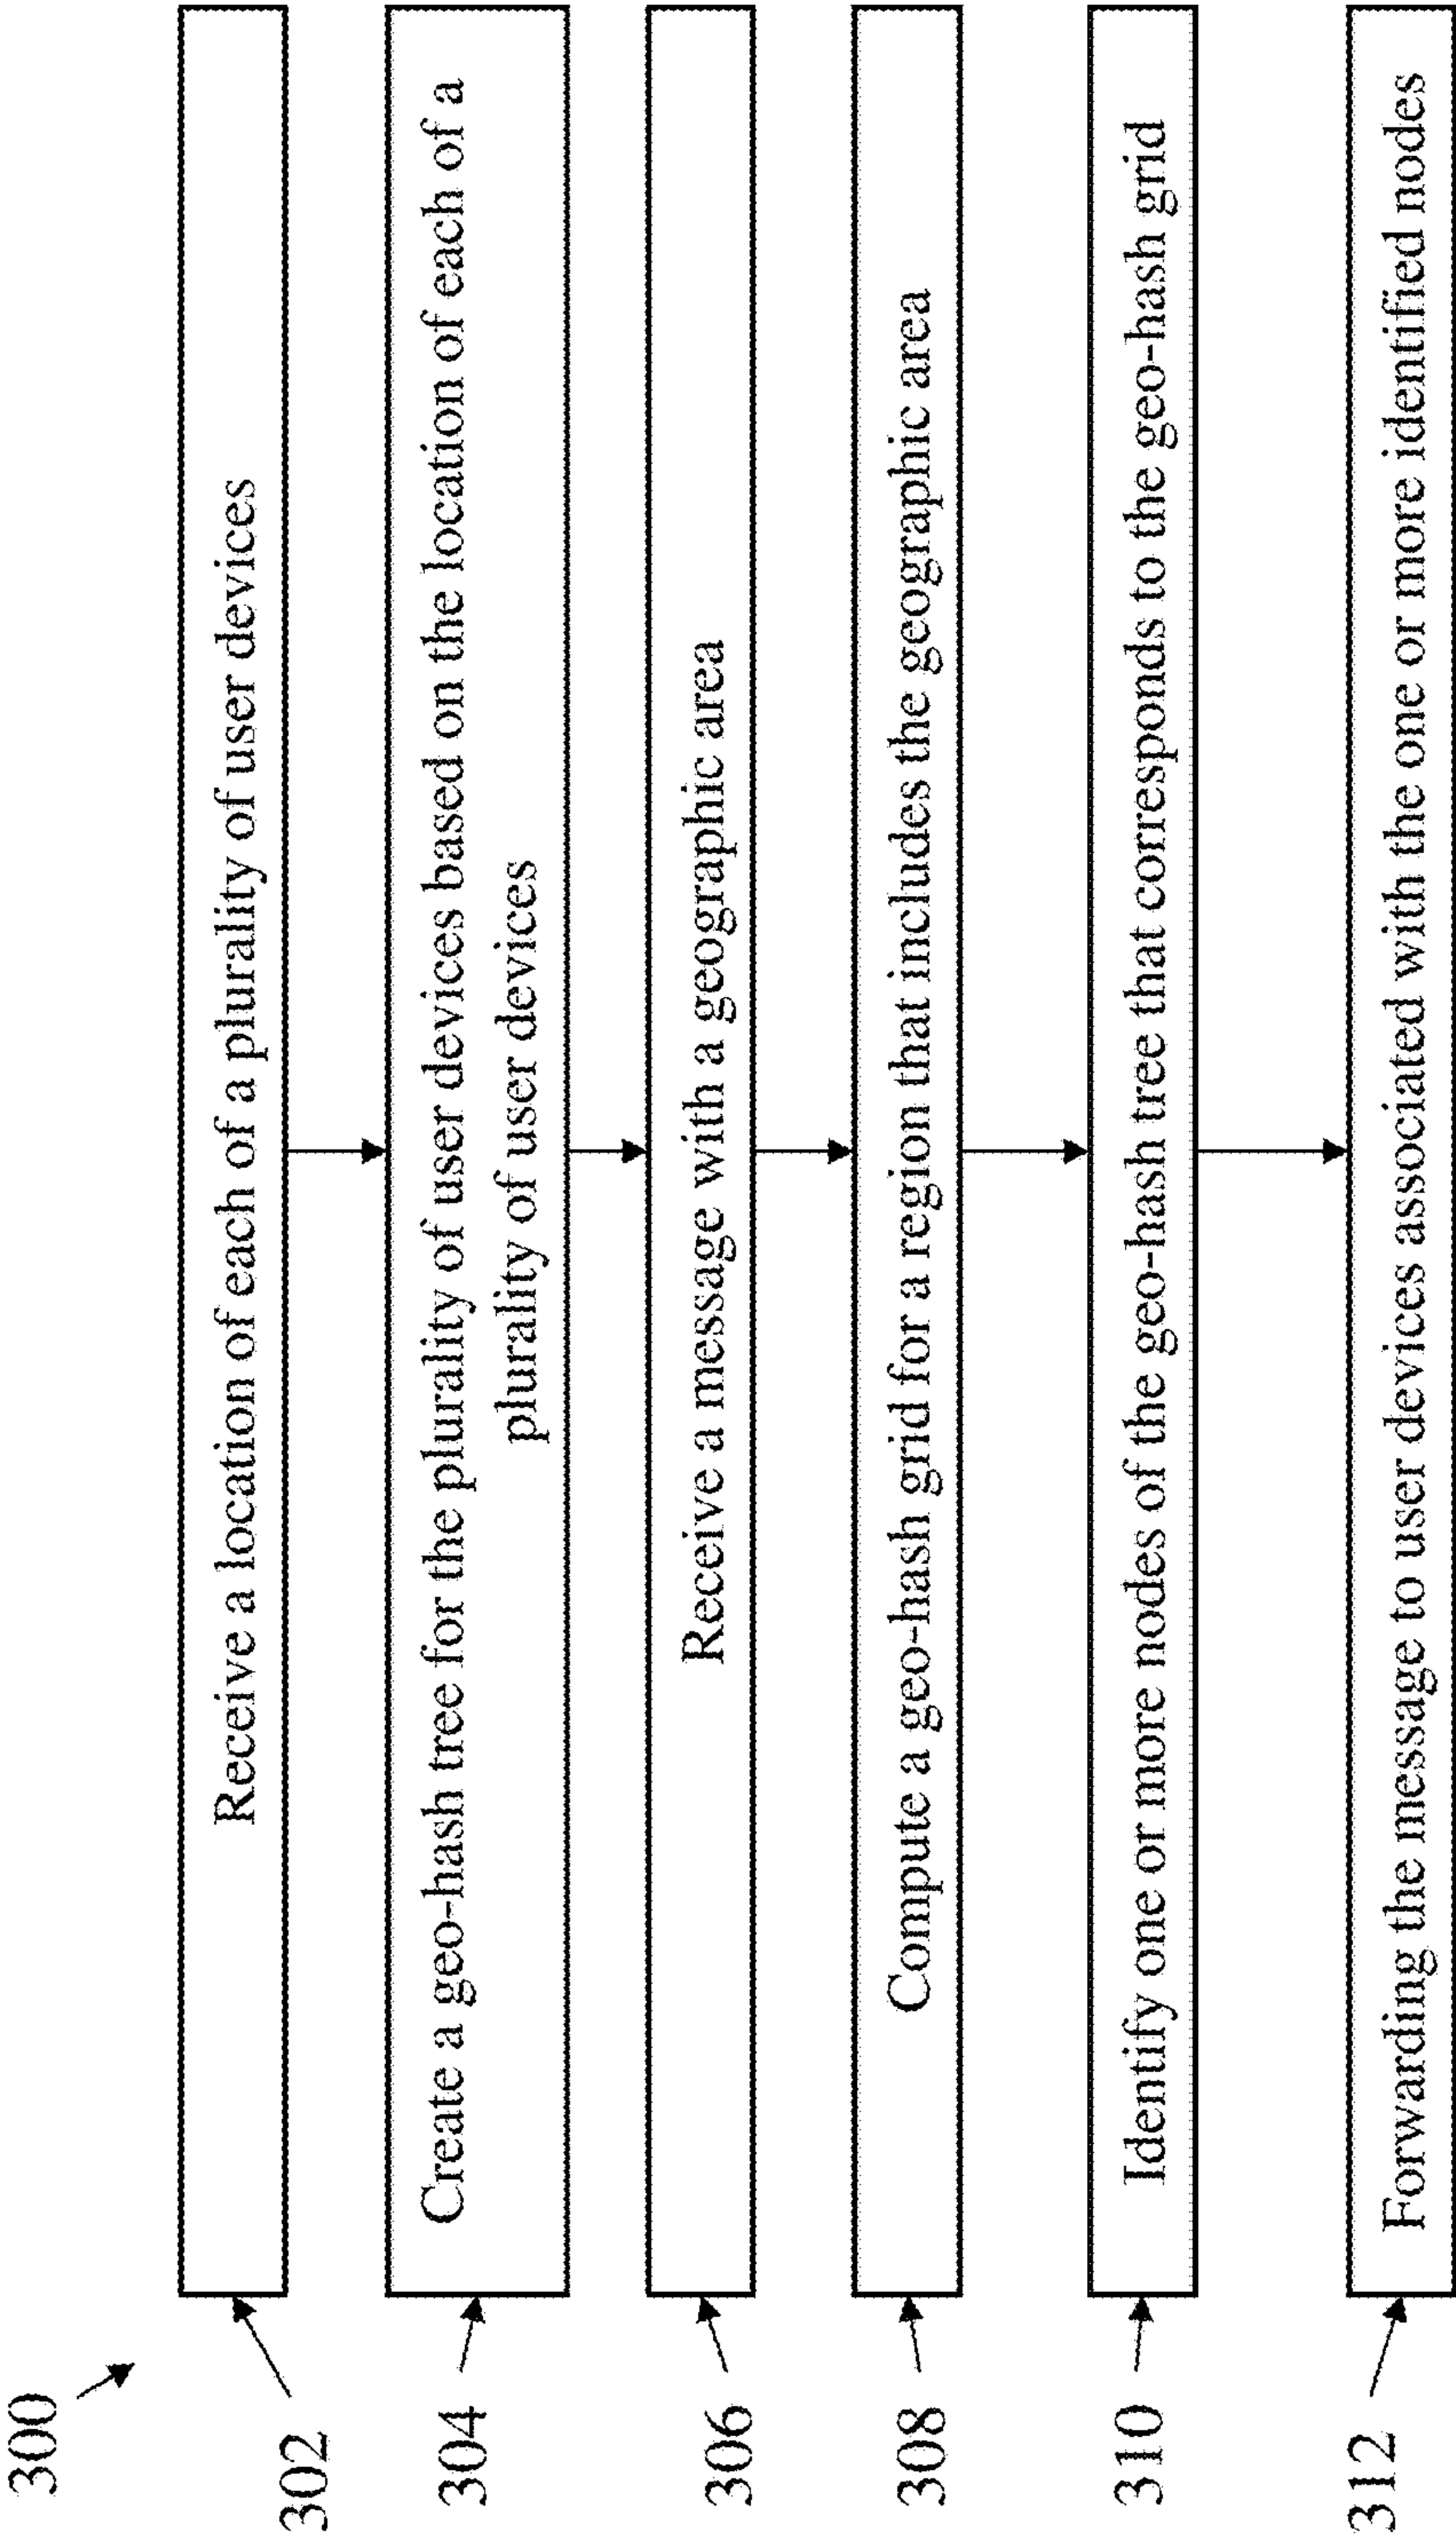 300
302
Receive a location of each of a plurality of user devices
304
Create a geo-hash tree for the plurality of user devices based on the location of each of a
plurality of user devices
306
Receive a message with a geographic area
308
Compute a geo-hash grid for a region that includes the geographic area
310
Identify one or more nodes of the geo-hash tree that corresponds to the geo-hash grid
312
Forwarding the message to user devices associated with the one or more identified nodes